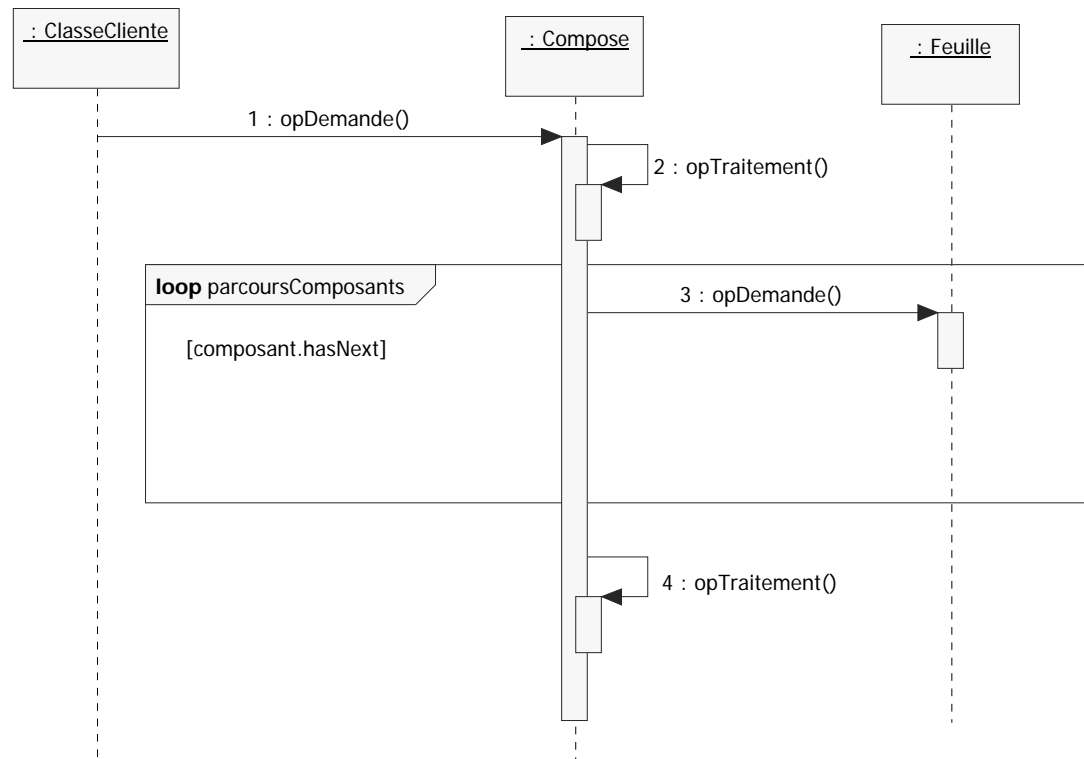 : ClasseCliente
: Compose
: Feuille
1 : opDemande()
2 : opTraitement()
loop parcoursComposants
3 : opDemande()
[composant.hasNext]
4 : opTraitement()